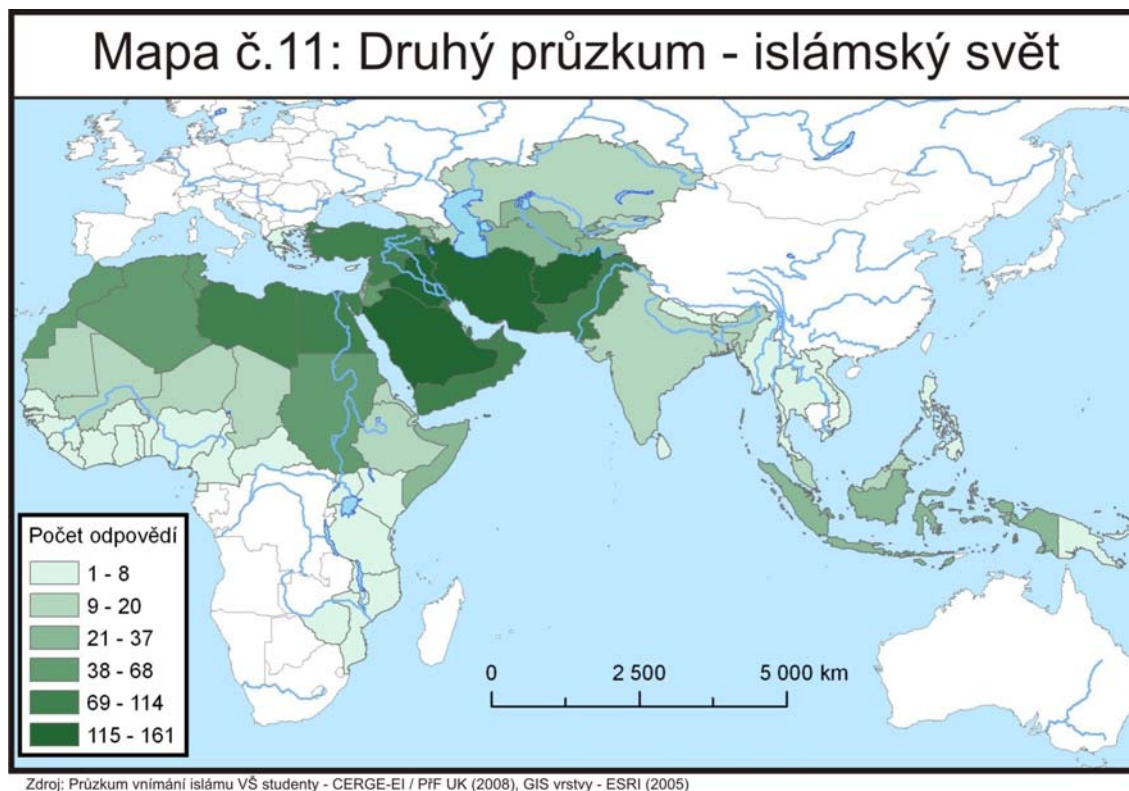 Mapa č.11: Druhý průzkum - islámský svět
Počet odpovědí
1 - 8
9 - 20
21 - 37
38 - 68
69 - 114
115 - 161
0 2 500 5 000 km
Zdroj: Průzkum vnímání islámu VŠ studenty - CERGE-EI / PřF UK (2008), GIS vrstvy - ESRI (2005)